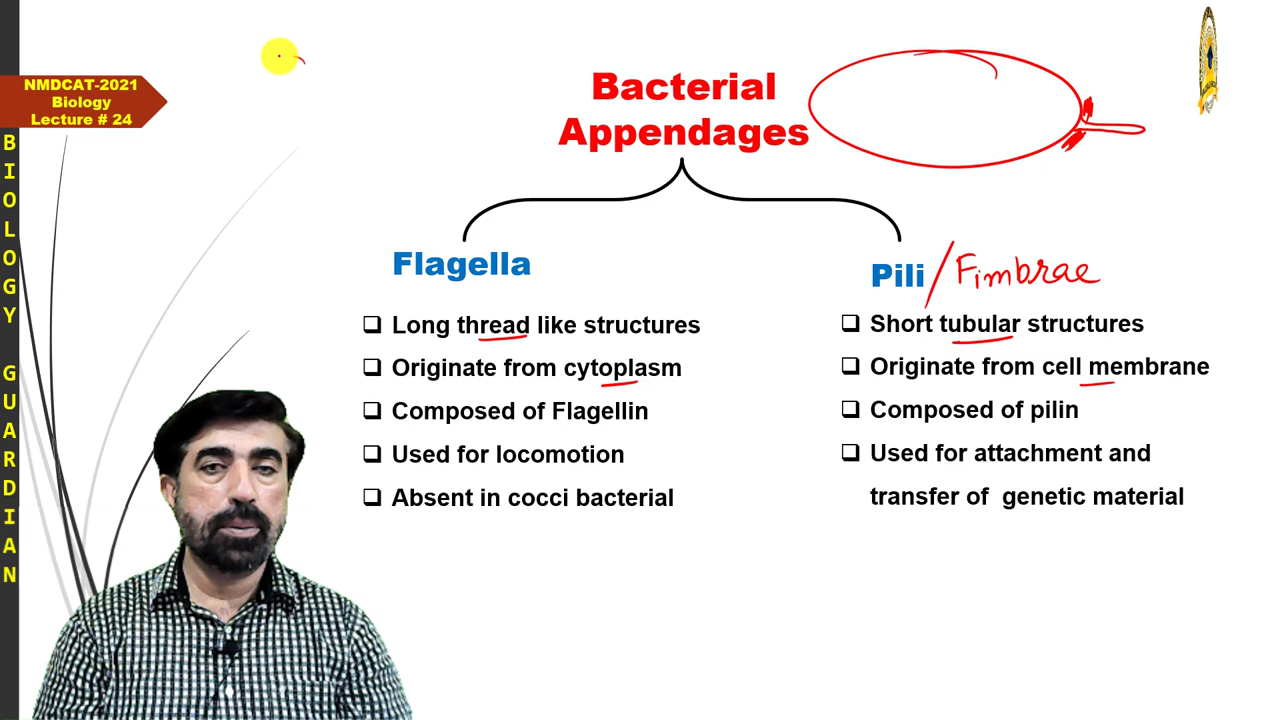 NMDCAT-2021
Biology
Lecture # 24
BIOLOGY GUARDIAN
Bacterial
Appendages
Flagella
❑ Long thread like structures
❑ Originate from cytoplasm
❑ Composed of Flagellin
❑ Used for locomotion
❑ Absent in cocci bacterial
Pili / Fimbrae
❑ Short tubular structures
❑ Originate from cell membrane
❑ Composed of pilin
❑ Used for attachment and
transfer of genetic material